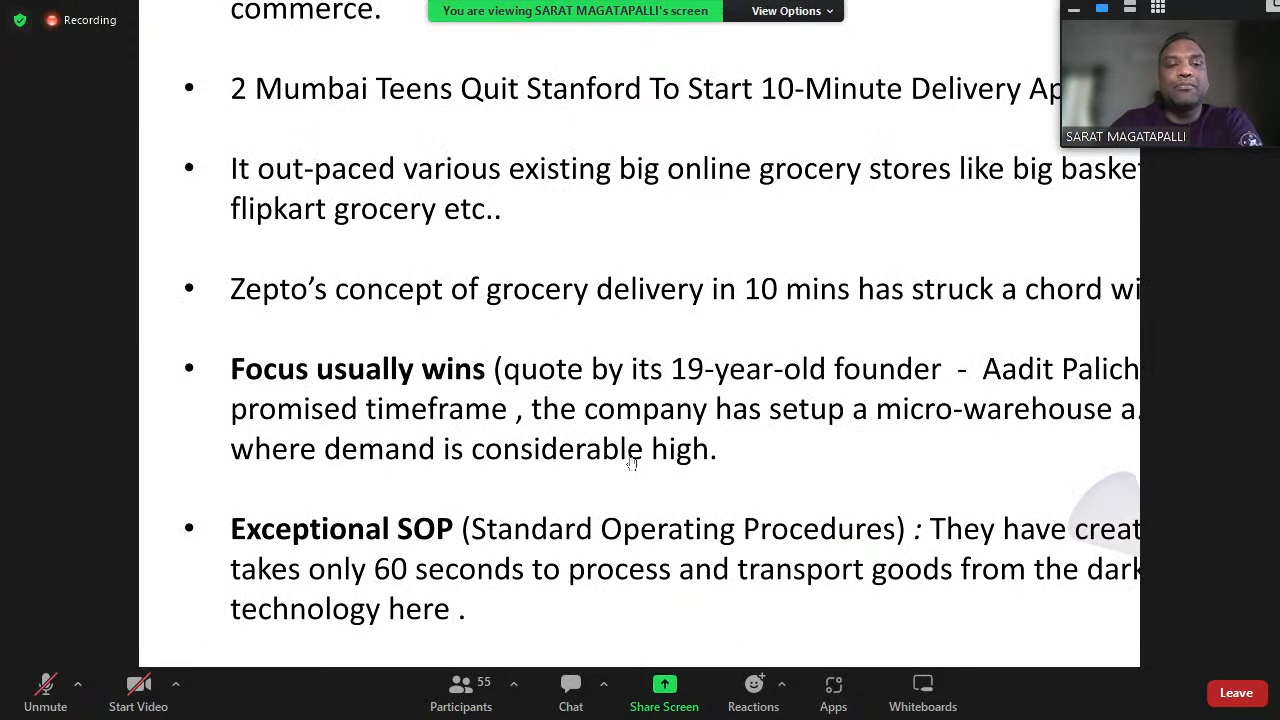 Recording
You are viewing SARAT MAGATAPALLI's screen
View Options
commerce.
• 2 Mumbai Teens Quit Stanford To Start 10-Minute Delivery Ap
SARAT MAGATAPALLI
• It out-paced various existing big online grocery stores like big basket
flipkart grocery etc..
• Zepto’s concept of grocery delivery in 10 mins has struck a chord wi
• Focus usually wins (quote by its 19-year-old founder - Aadit Palich
promised timeframe , the company has setup a micro-warehouse a
where demand is considerable high.
• Exceptional SOP (Standard Operating Procedures) : They have creat
takes only 60 seconds to process and transport goods from the dark
technology here .
Unmute
Start Video
Participants 55
Chat
Share Screen
Reactions
Apps
Whiteboards
Leave